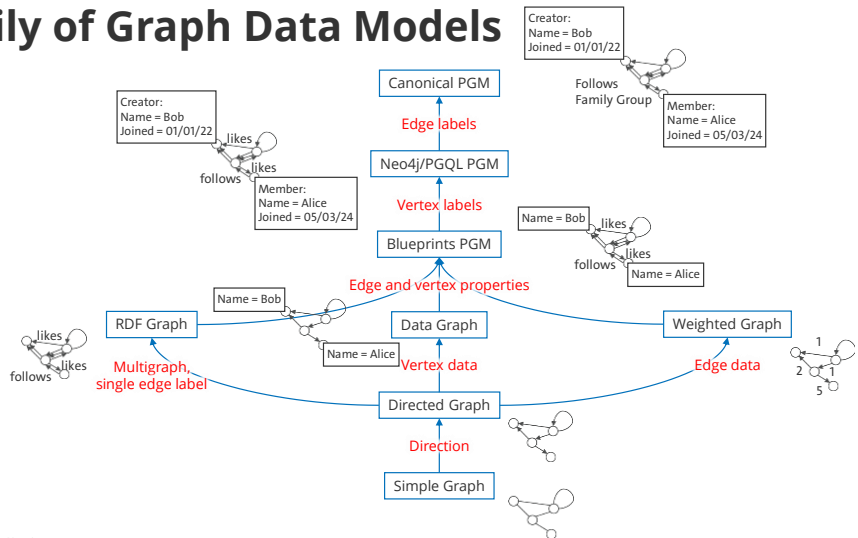 ily of Graph Data Models
Creator:
Name = Bob
Joined = 01/01/22
Follows
Family Group
Member:
Name = Alice
Joined = 05/03/24
Canonical PGM
Edge labels
Creator:
Name = Bob
Joined = 01/01/22
likes
likes
follows
Member:
Name = Alice
Joined = 05/03/24
Neo4j/PGQL PGM
Vertex labels
Blueprints PGM
Name = Bob
likes
likes
follows
Name = Alice
Edge and vertex properties
RDF Graph
Name = Bob
Name = Alice
Data Graph
Weighted Graph
likes
likes
follows
Multigraph,
single edge label
Vertex data
Edge data
1
2
1
5
Directed Graph
Direction
Simple Graph